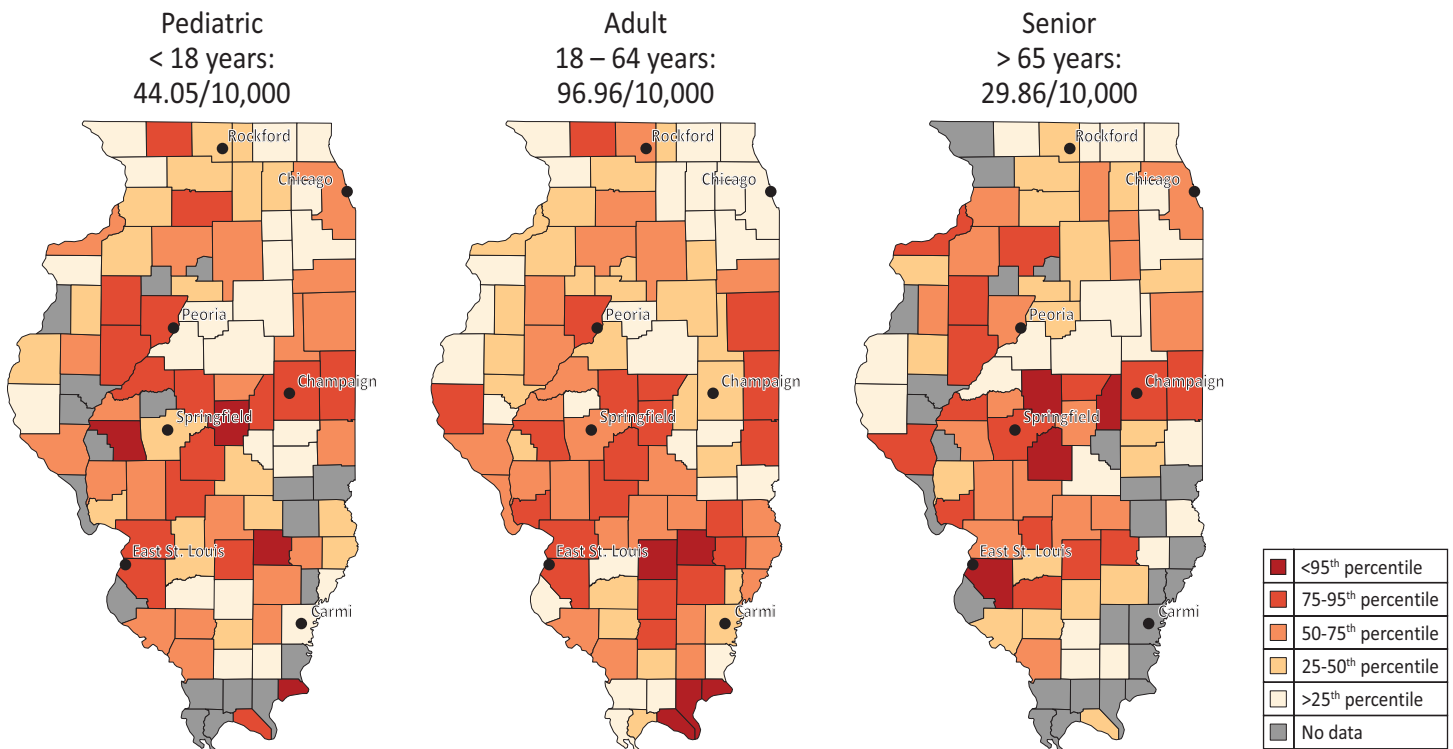 Pediatric
< 18 years:
44.05/10,000
Adult
18 – 64 years:
96.96/10,000
Senior
> 65 years:
29.86/10,000
Rockford
Chicago
Peoria
Champaign
Springfield
East St. Louis
Carmi
Rockford
Chicago
Peoria
Champaign
Springfield
East St. Louis
Carmi
Rockford
Chicago
Peoria
Champaign
Springfield
East St. Louis
Carmi
<95th percentile
75-95th percentile
50-75th percentile
25-50th percentile
>25th percentile
No data